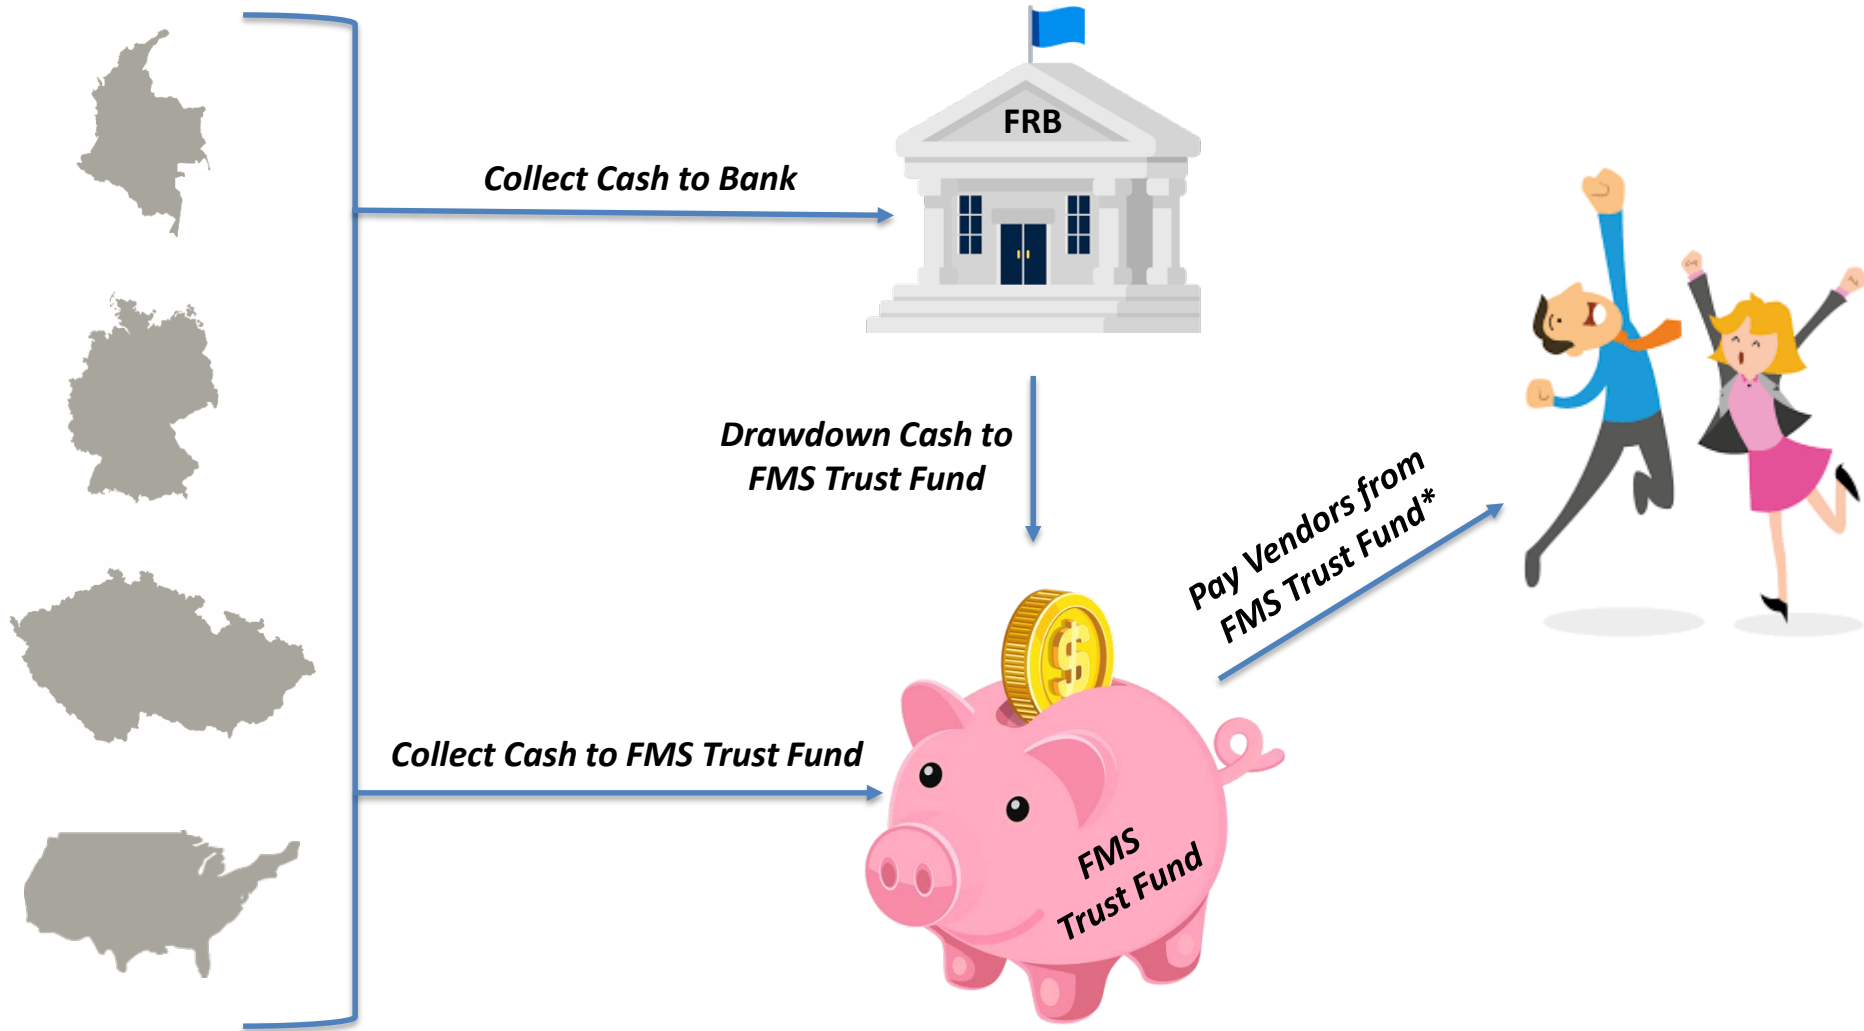 FRB
Collect Cash to Bank
Drawdown Cash to
FMS Trust Fund
Pay Vendors from
FMS Trust Fund*
Collect Cash to FMS Trust Fund
$
FMS
Trust Fund